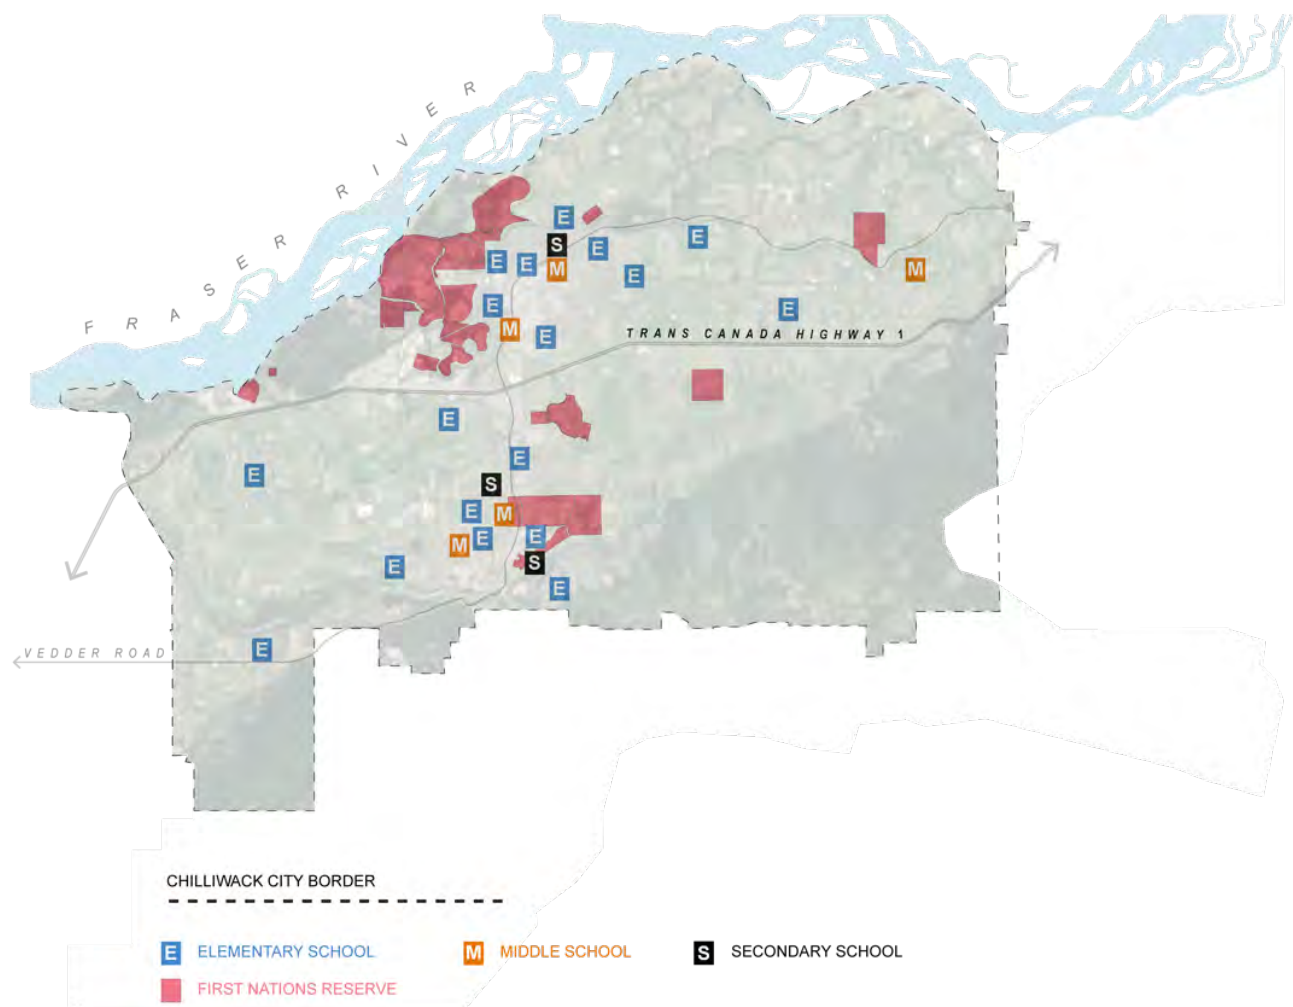 FRASER RIVER
E
S
E
E
E
E
M
E
M
E
E
E
M
E
TRANS CANADA HIGHWAY 1
E
E
E
S
E
M
E
E
M
S
E
E
E
VEDDER ROAD
CHILLIWACK CITY BORDER
E ELEMENTARY SCHOOL
M MIDDLE SCHOOL
S SECONDARY SCHOOL
FIRST NATIONS RESERVE